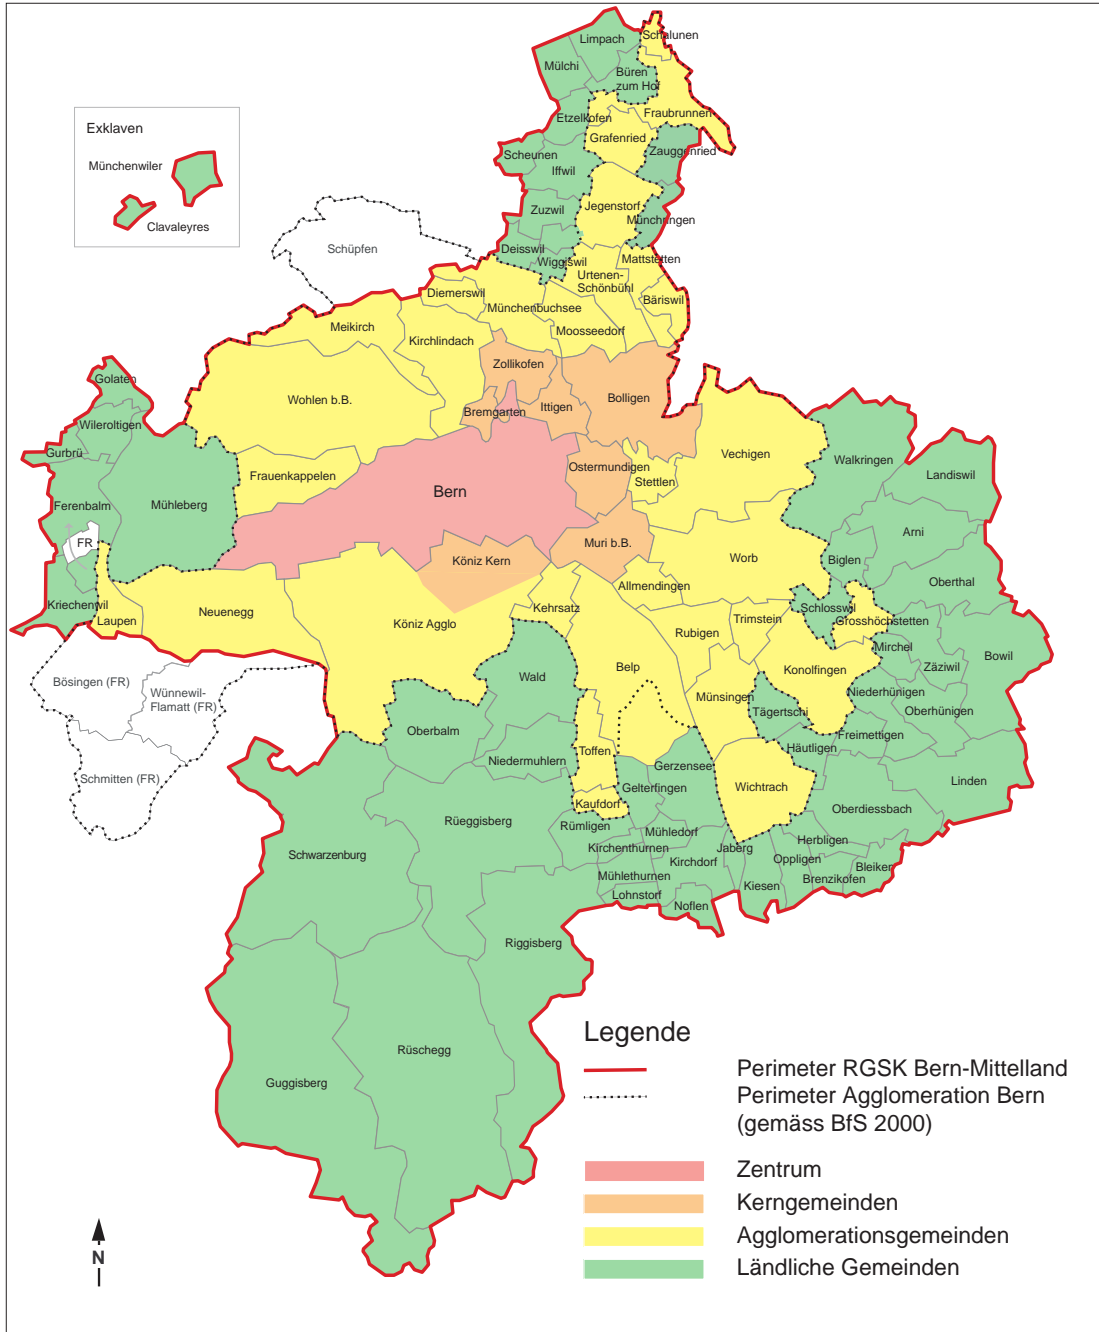 Schalunen
Limpach
Mülchi
Büren
zum Hof
Fraubrunnen
Etzelkofen
Grafenried
Zauggenried
Scheunen
Iffwil
Exklaven
Münchenwiler
Clavaleyres
Jegenstorf
Zuzwil
Münchringen
Deisswil
Wiggiswil
Schüpfen
Mattstetten
Urtenen-
Schönbühl
Bäriswil
Diemerswil
Münchenbuchsee
Meikirch
Moosseedorf
Kirchlindach
Zollikofen
Golaten
Wohlen b.B.
Bolligen
Ittigen
Bremgarten
Wileroltigen
Gurbrü
Vechigen
Walkringen
Landiswil
Ostermundigen
Stettlen
Frauenkappelen
Bern
Ferenbalm
Mühleberg
Arni
FR
Muri b.B.
Worb
Biglen
Köniz Kern
Oberthal
Allmendingen
Kriechenwil
Laupen
Neuenegg
Köniz Agglo
Kehrsatz
Schlosswil
Grosshöchstetten
Rubigen
Trimstein
Mirchel
Zäziwil
Bowil
Belp
Konolfingen
Wald
Bösingen (FR)
Wünnewil-
Flamatt (FR)
Münsingen
Niederhünigen
Oberhünigen
Tägertschi
Freimettigen
Oberbalm
Häutligen
Toffen
Niedermuhlern
Gerzensee
Schmitten (FR)
Gelterfingen
Wichtrach
Linden
Kaufdorf
Oberdiessbach
Rüeggisberg
Rümligen
Mühledorf
Herbligen
Kirchenthurnen
Jaberg
Schwarzenburg
Kirchdorf
Oppligen
Bleiken
Mühlethurnen
Brenzikofen
Kiesen
Lohnstorf
Noflen
Riggisberg
Rüschegg
Guggisberg
Legende
Perimeter RGSK Bern-Mittelland
Perimeter Agglomeration Bern
(gemäss BfS 2000)
Zentrum
Kerngemeinden
Agglomerationsgemeinden
Ländliche Gemeinden
N